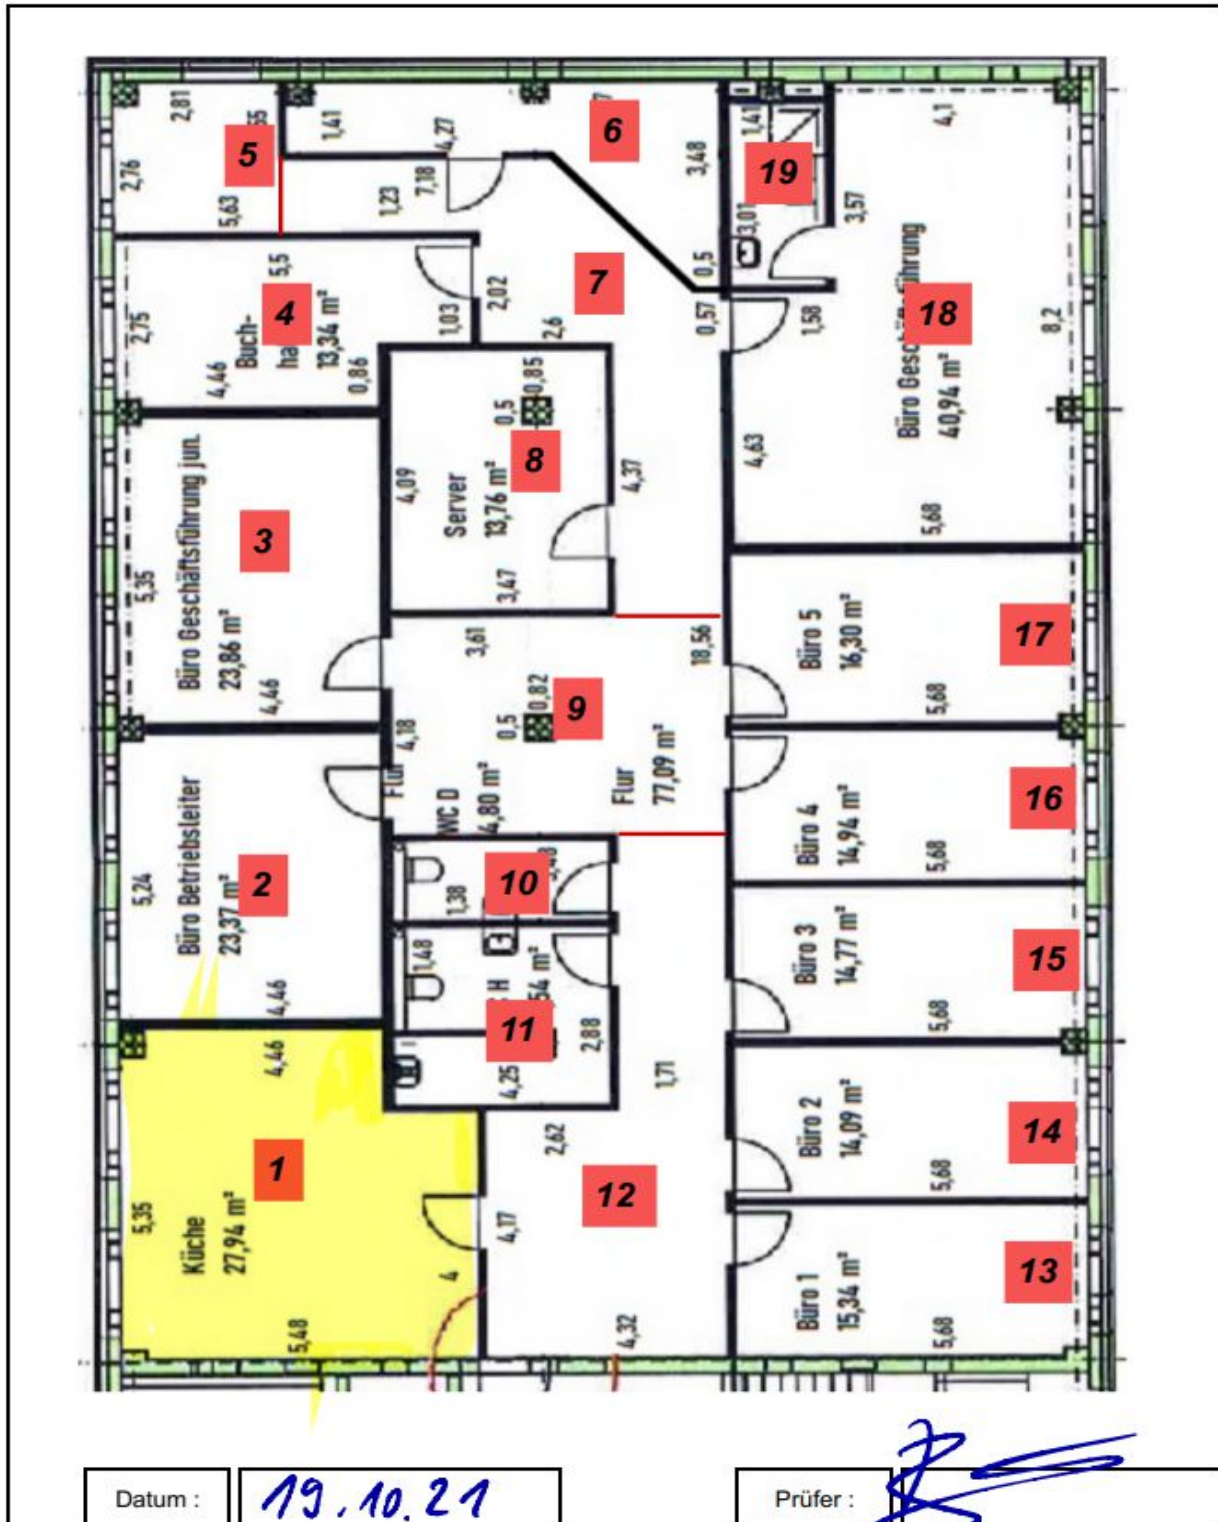 5
2,81
2,76
5,63
6
1,41
4,27
7,18
1,23
3,48
0,5
19
1,41
3,01
4,1
3,57
18
40,94 m²
8,2
1,58
4,63
5,68
4
5,5
2,75
Buch-
13,34 m²
4,46
1,03
0,86
7
2,02
2,6
0,57
3
Büro Geschäftsführung jun.
23,86 m²
5,35
4,46
8
Server
13,76 m²
0,5
0,85
4,09
3,47
4,37
17
Büro 5
16,30 m²
5,68
9
3,61
18,56
0,5
0,82
4,18
Flur
Flur
77,09 m²
WC D
4,80 m²
16
Büro 4
14,94 m²
5,68
2
Büro Betriebsleiter
23,37 m²
5,24
4,46
10
1,38
11
1,48
2,88
4,25
15
Büro 3
14,77 m²
5,68
1
Küche
27,94 m²
4,46
5,35
5,48
4
12
1,71
2,62
4,17
4,32
14
Büro 2
14,09 m²
5,68
13
Büro 1
15,34 m²
5,68
Datum : 19.10.21
Prüfer :